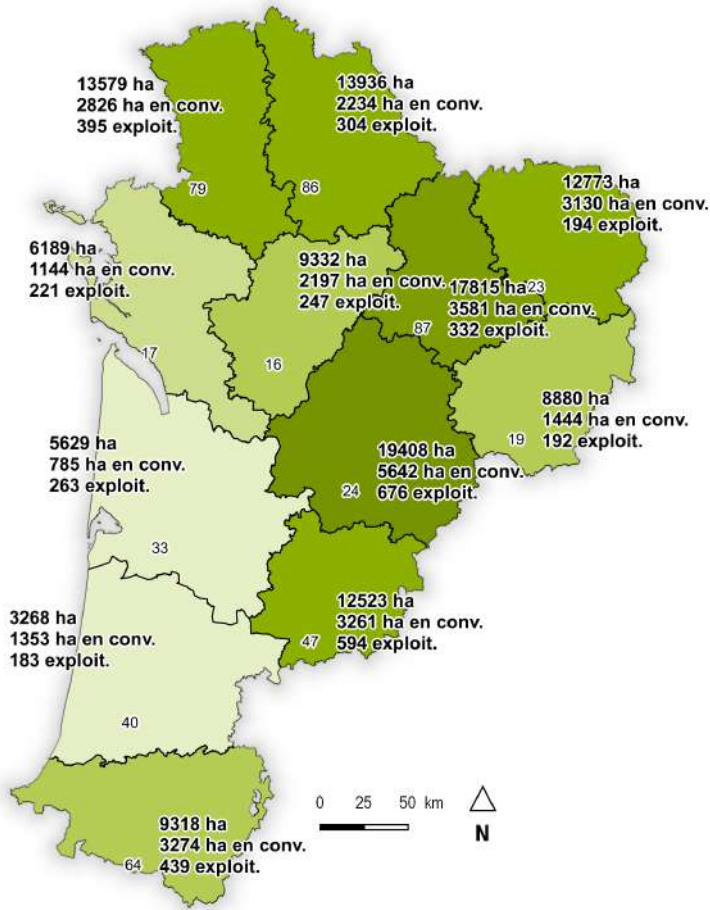 13579 ha
2826 ha en conv.
395 exploit.
79
13936 ha
2234 ha en conv.
304 exploit.
86
12773 ha
3130 ha en conv.
194 exploit.
23
6189 ha
1144 ha en conv.
221 exploit.
17
9332 ha
2197 ha en conv.
247 exploit.
16
17815 ha
3581 ha en conv.
332 exploit.
87
8880 ha
1444 ha en conv.
192 exploit.
19
5629 ha
785 ha en conv.
263 exploit.
33
19408 ha
5642 ha en conv.
676 exploit.
24
12523 ha
3261 ha en conv.
594 exploit.
47
3268 ha
1353 ha en conv.
183 exploit.
40
9318 ha
3274 ha en conv.
439 exploit.
64
0 25 50 km
N